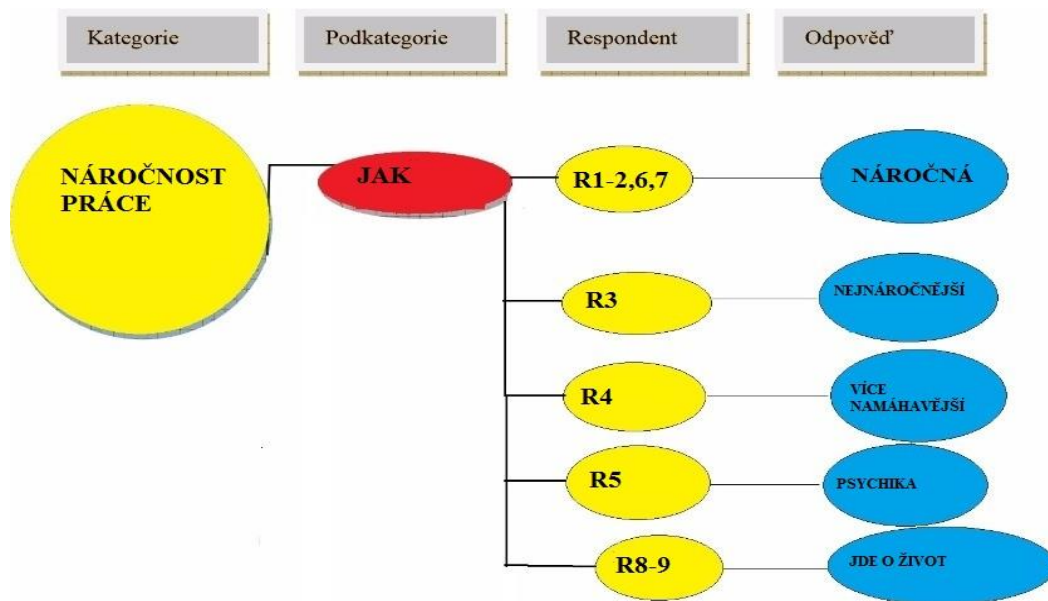 Kategorie
Podkategorie
Respondent
Odpověď
NÁROČNOST
PRÁCE
JAK
R1-2,6,7
NÁROČNÁ
R3
NEJNÁROČNĚJŠÍ
R4
VÍCE
NAMÁHAVĚJŠÍ
R5
PSYCHIKA
R8-9
JDE O ŽIVOT